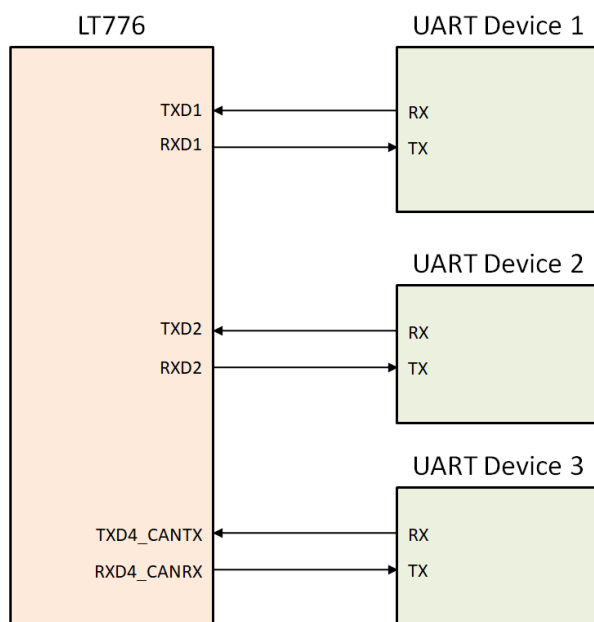 LT776
UART Device 1
TXD1
RX
RXD1
TX
UART Device 2
TXD2
RX
RXD2
TX
UART Device 3
TXD4_CANTX
RX
RXD4_CANRX
TX